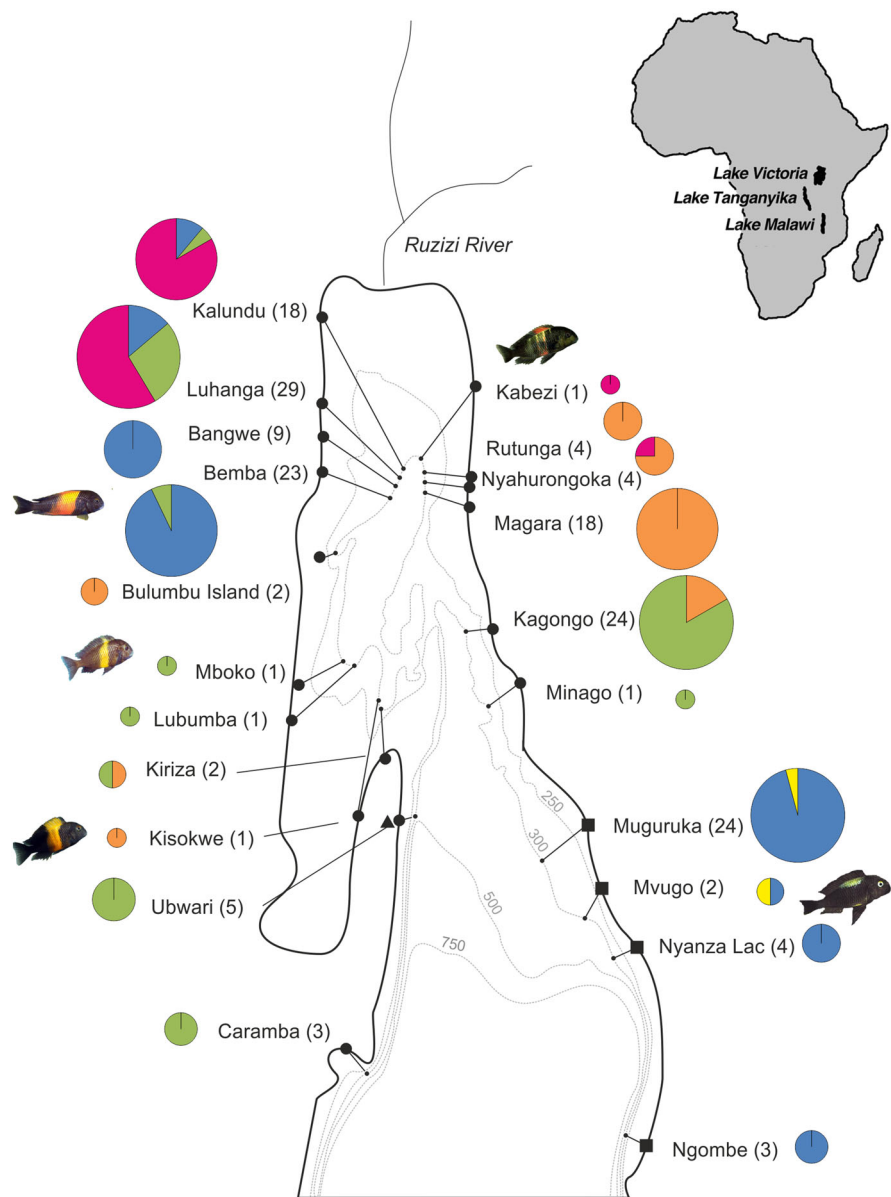 Lake Victoria
Lake Tanganyika
Lake Malawi
Ruzizi River
Kalundu (18)
Luhanga (29)
Bangwe (9)
Bemba (23)
Bulumbu Island (2)
Mboko (1)
Lubumba (1)
Kiriza (2)
Kisokwe (1)
Ubwari (5)
Caramba (3)
Kabezi (1)
Rutunga (4)
Nyahurongoka (4)
Magara (18)
Kagongo (24)
Minago (1)
250
300
500
750
Muguruka (24)
Mvugo (2)
Nyanza Lac (4)
Ngombe (3)